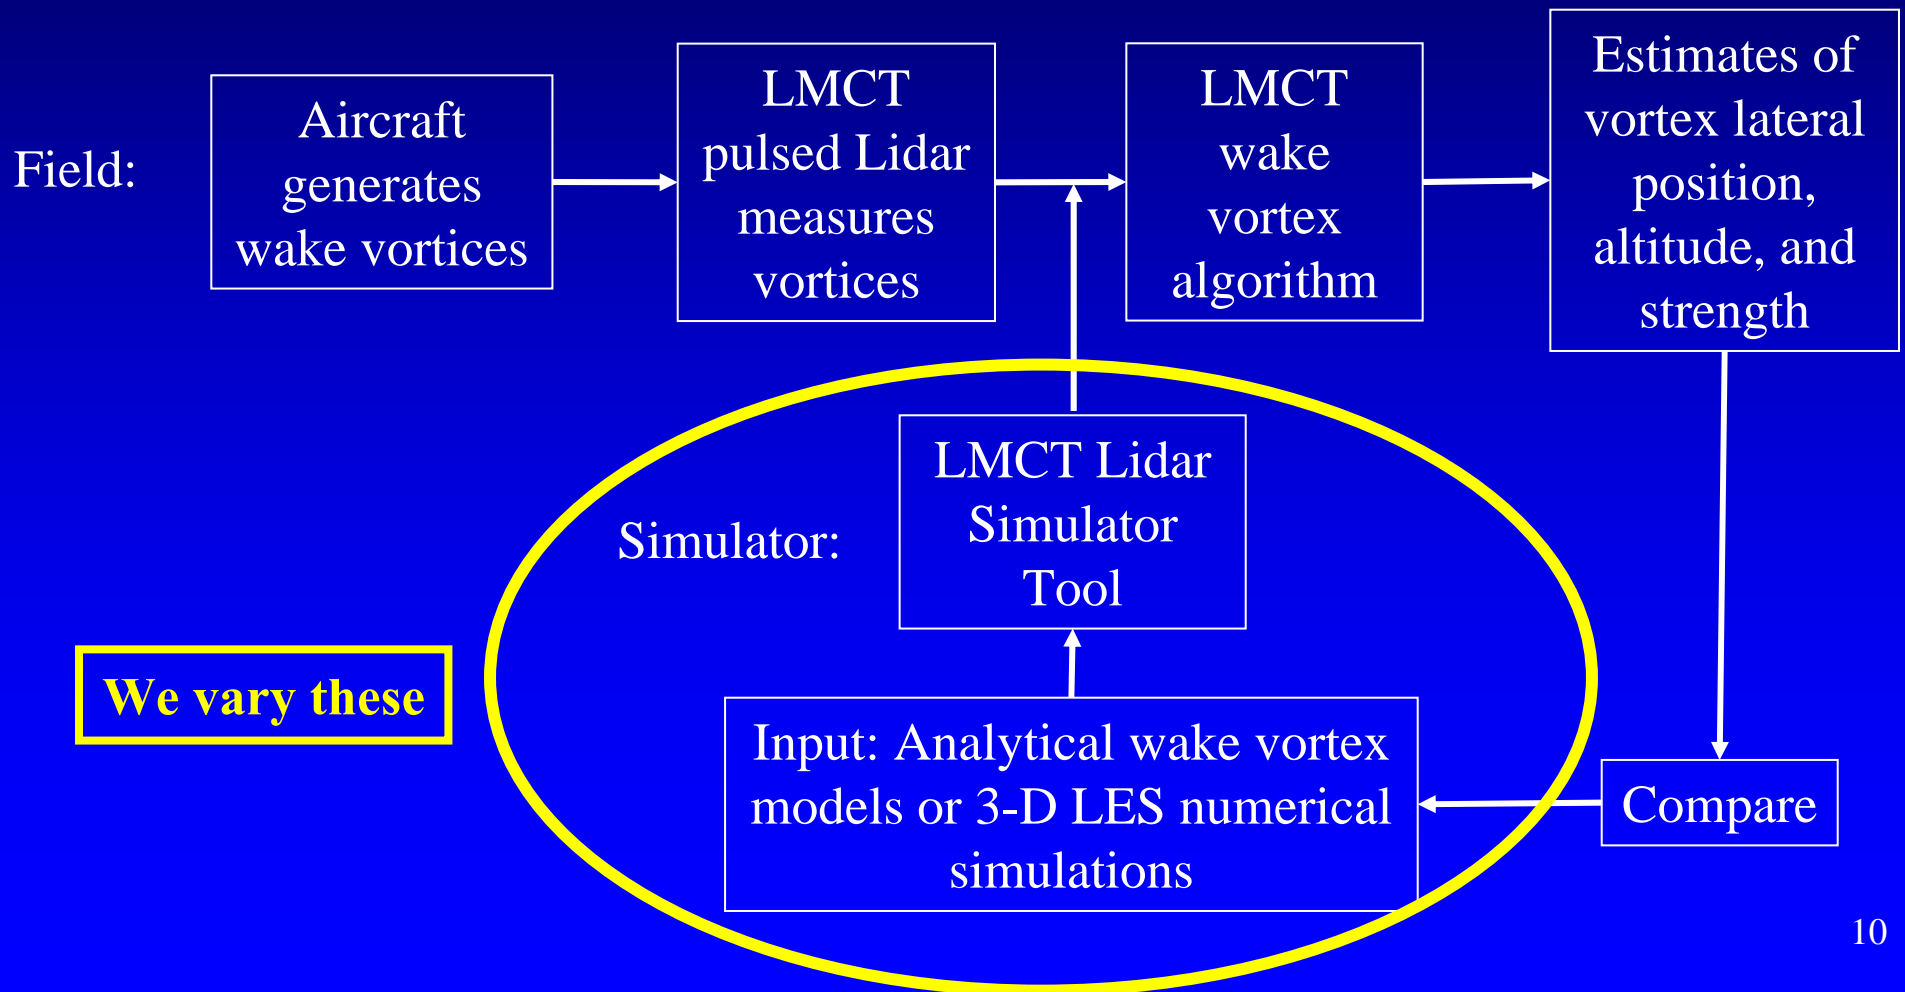 Field:
Aircraft
generates
wake vortices
LMCT
pulsed Lidar
measures
vortices
LMCT
wake
vortex
algorithm
Estimates of
vortex lateral
position,
altitude, and
strength
Simulator:
LMCT Lidar
Simulator
Tool
We vary these
Input: Analytical wake vortex
models or 3-D LES numerical
simulations
Compare
10